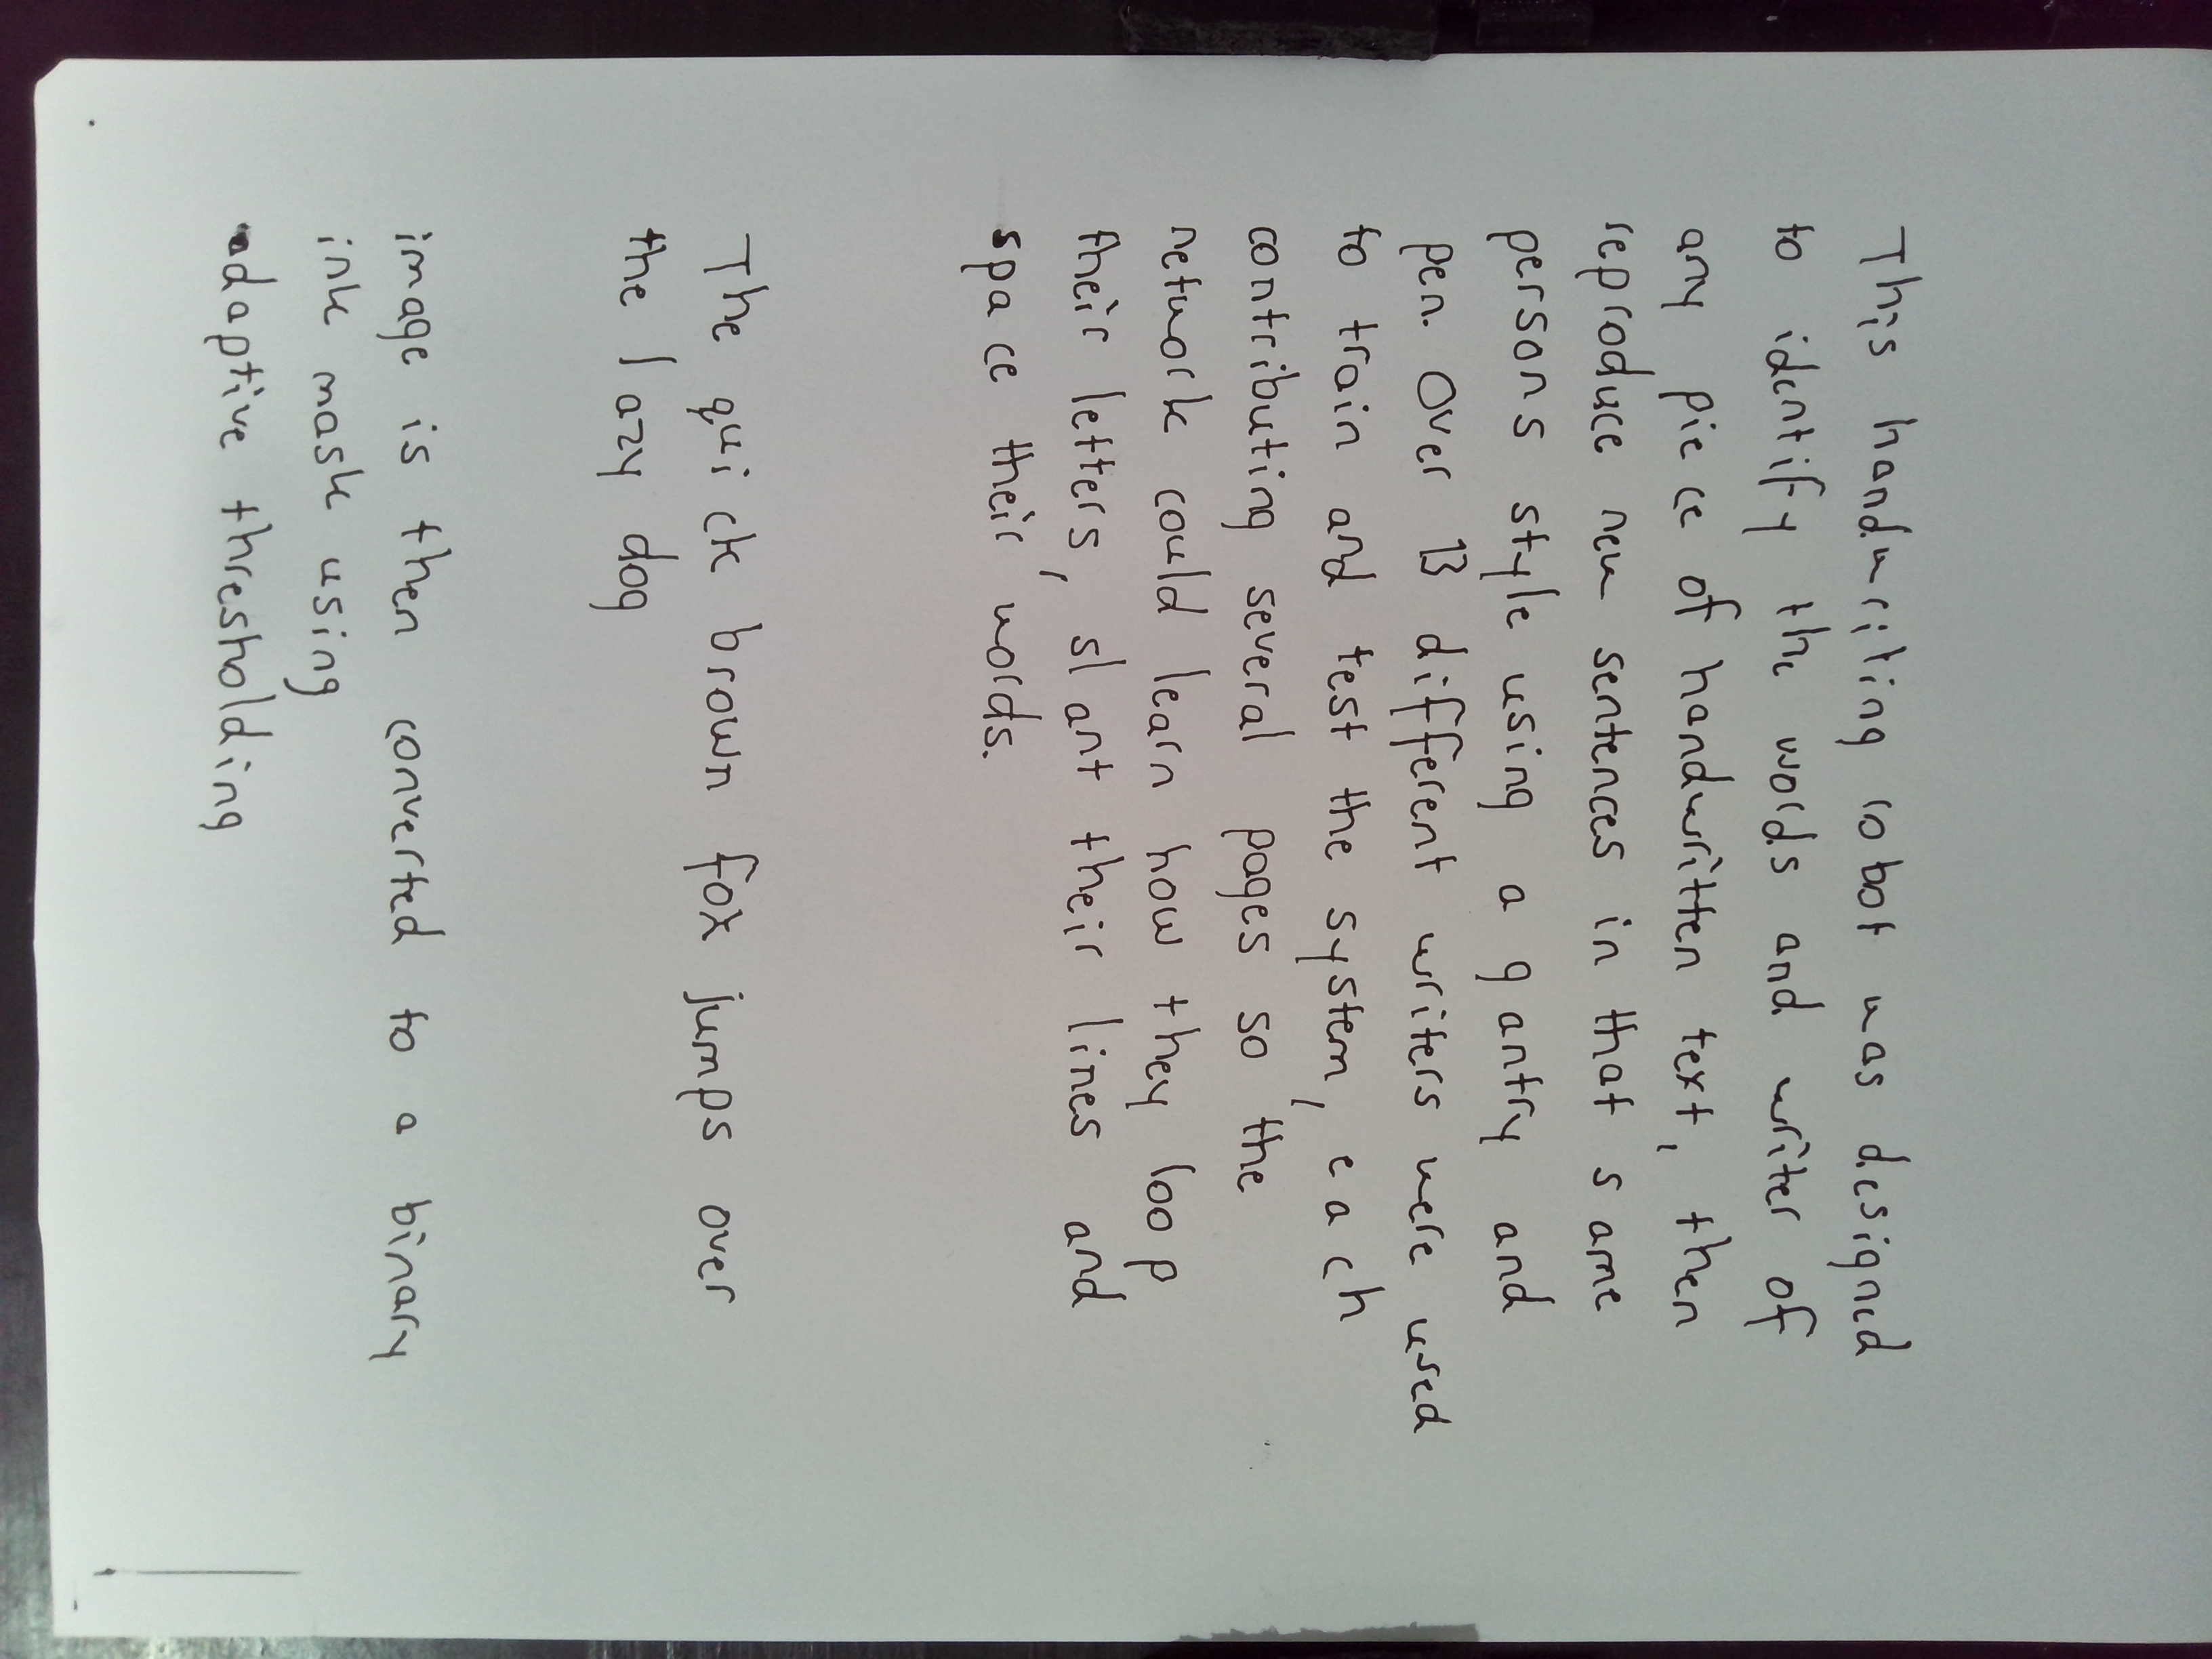 This handwriting robot was designed
to identify the words and writer of
any piece of handwritten text, then
reproduce new sentences in that same
persons style using a gantry and
pen. Over 13 different writers were used
to train and test the system, each
contributing several pages so the
network could learn how they loop
their letters, slant their lines and
space their words.
The quick brown fox jumps over
the lazy dog
image is then converted to a binary
ink mask using
adaptive thresholding